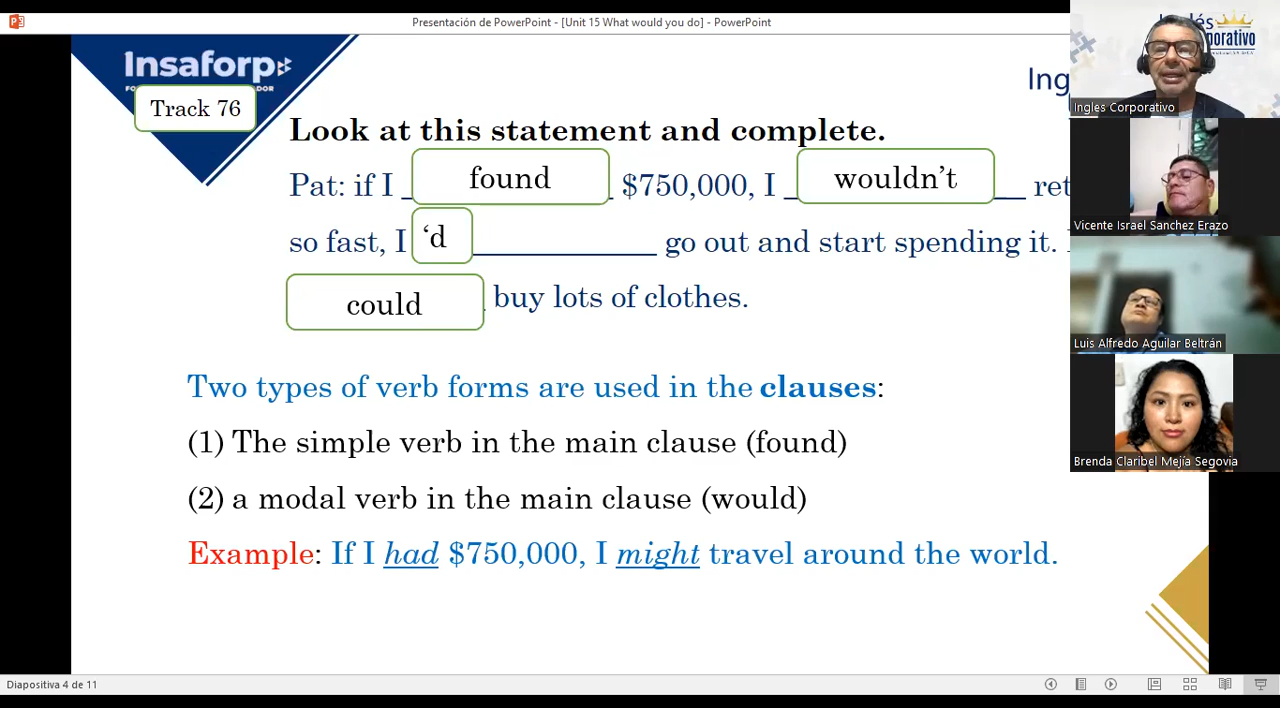 Presentación de PowerPoint - [Unit 15 What would you do] - PowerPoint
Insaforp
Track 76
Ing
Look at this statement and complete.
Pat: if I _ found $750,000, I _ wouldn't __ ret
so fast, I 'd ____________ go out and start spending it.
could buy lots of clothes.
Two types of verb forms are used in the clauses:
(1) The simple verb in the main clause (found)
(2) a modal verb in the main clause (would)
Example: If I had $750,000, I might travel around the world.
Diapositiva 4 de 11
Ingles Corporativo
Vicente Israel Sanchez Erazo
Luis Alfredo Aguilar Beltrán
Brenda Claribel Mejía Segovia